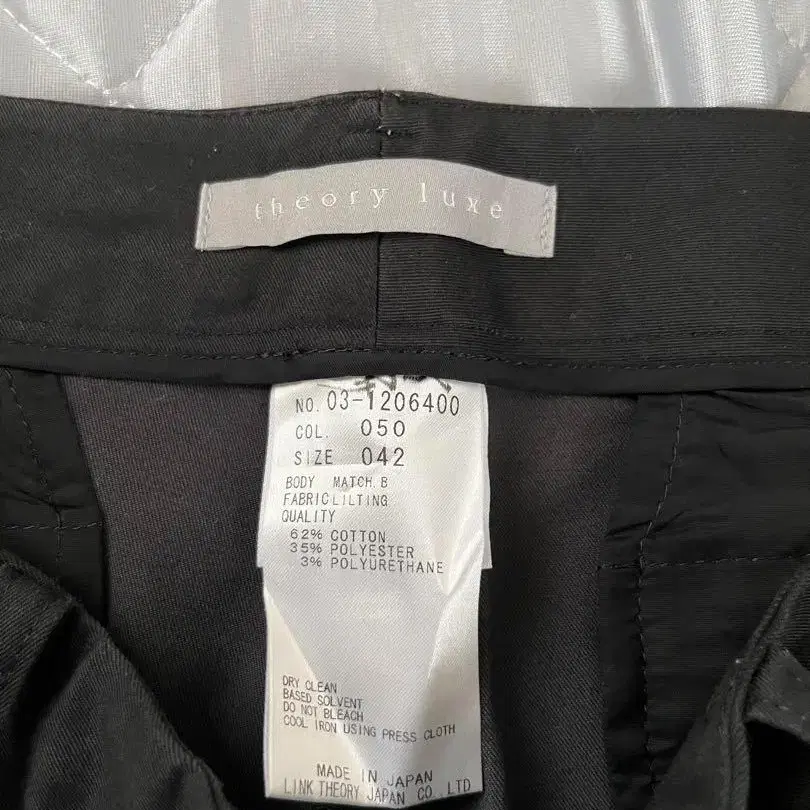 theory luxe
NO. 03-1206400
COL. 050
SIZE 042
BODY MATCH.B
FABRIC LILTING
QUALITY
62% COTTON
35% POLYESTER
3% POLYURETHANE
DRY CLEAN
BASED SOLVENT
DO NOT BLEACH
COOL IRON USING PRESS CLOTH
MADE IN JAPAN
LINK THEORY JAPAN CO. LTD